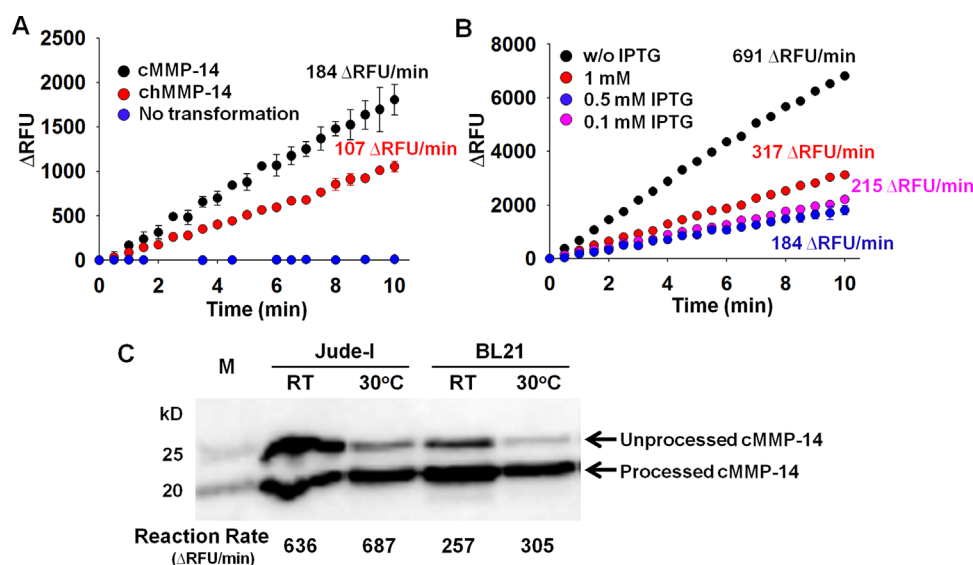 A
2500
2000
1500
1000
500
0
ΔRFU
cMMP-14
chMMP-14
No transformation
184 ΔRFU/min
107 ΔRFU/min
0 2 4 6 8 10
Time (min)
B
8000
6000
4000
2000
0
ΔRFU
w/o IPTG
1 mM
0.5 mM IPTG
0.1 mM IPTG
691 ΔRFU/min
317 ΔRFU/min
215 ΔRFU/min
184 ΔRFU/min
0 2 4 6 8 10
Time (min)
C
M
Jude-I BL21
RT 30°C RT 30°C
kD
25
20
Unprocessed cMMP-14
Processed cMMP-14
Reaction Rate
(ΔRFU/min)
636 687 257 305